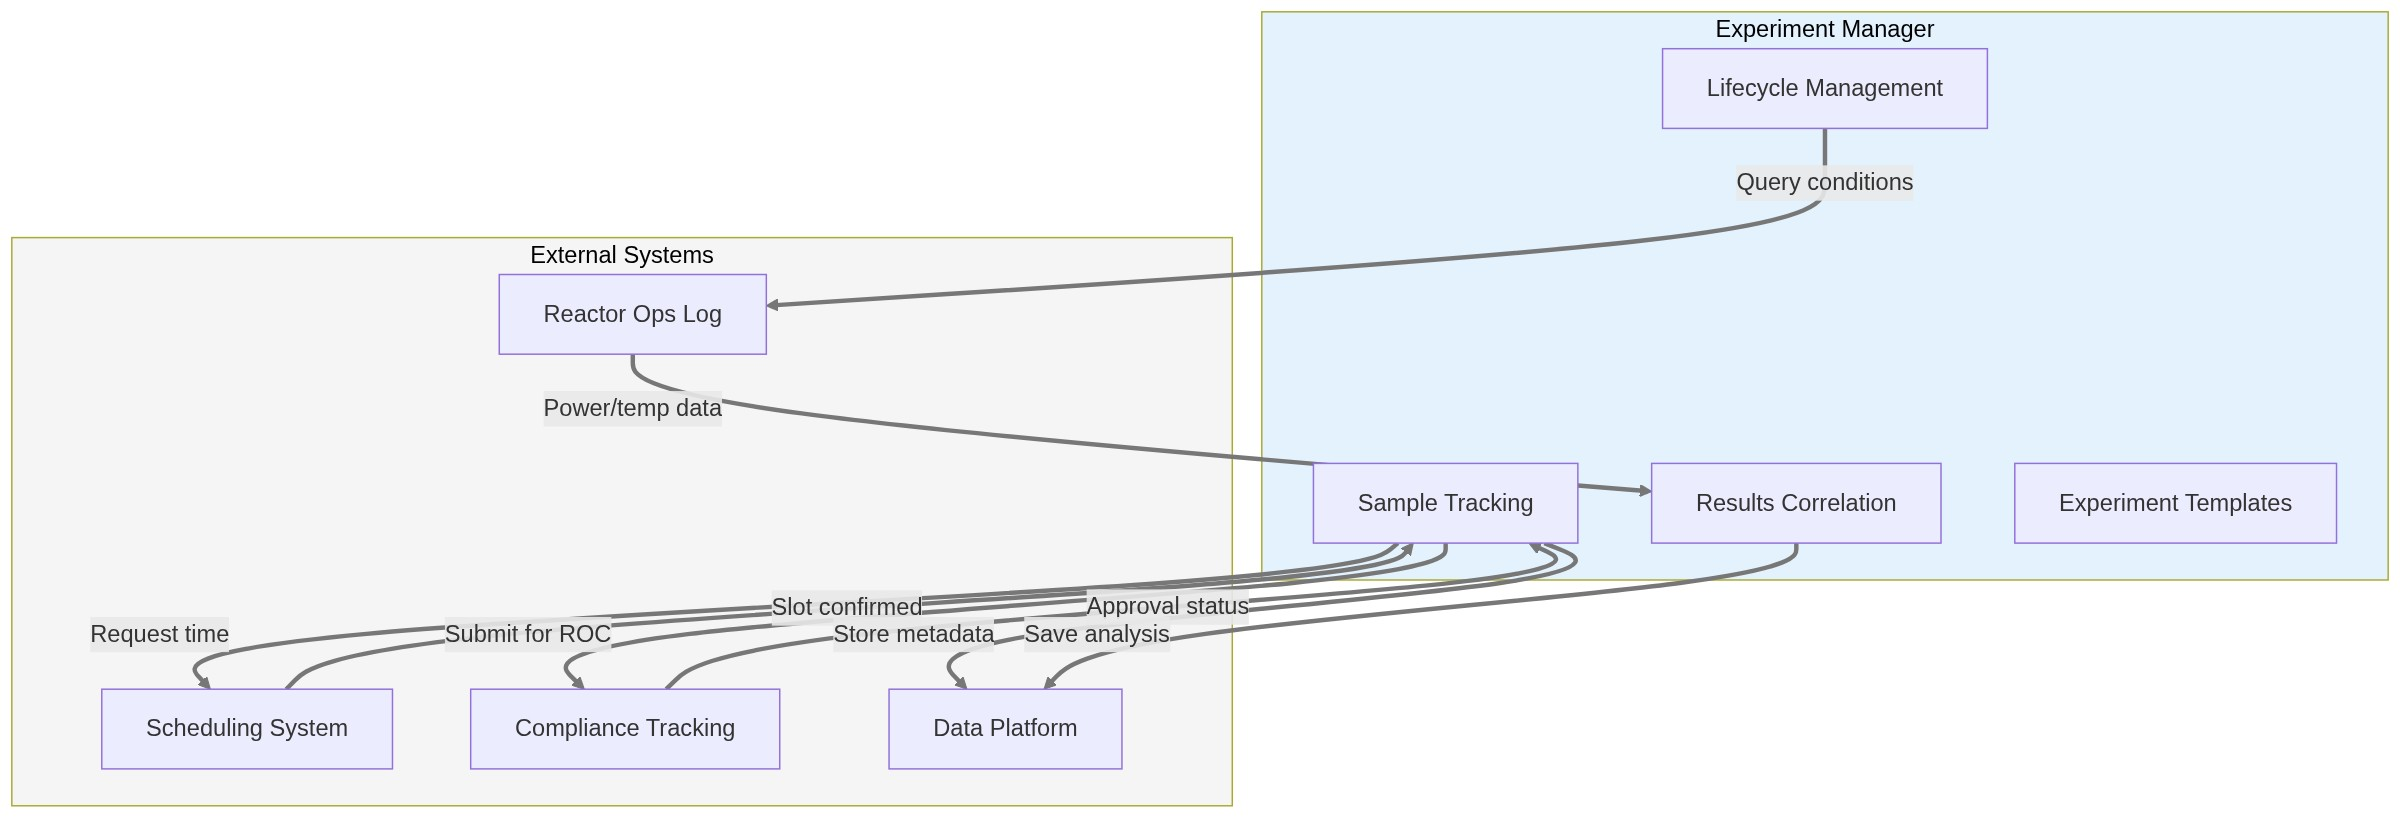 Experiment Manager
Lifecycle Management
Query conditions
External Systems
Reactor Ops Log
Power/temp data
Sample Tracking
Results Correlation
Experiment Templates
Slot confirmed
Approval status
Request time
Submit for ROC
Store metadata
Save analysis
Scheduling System
Compliance Tracking
Data Platform